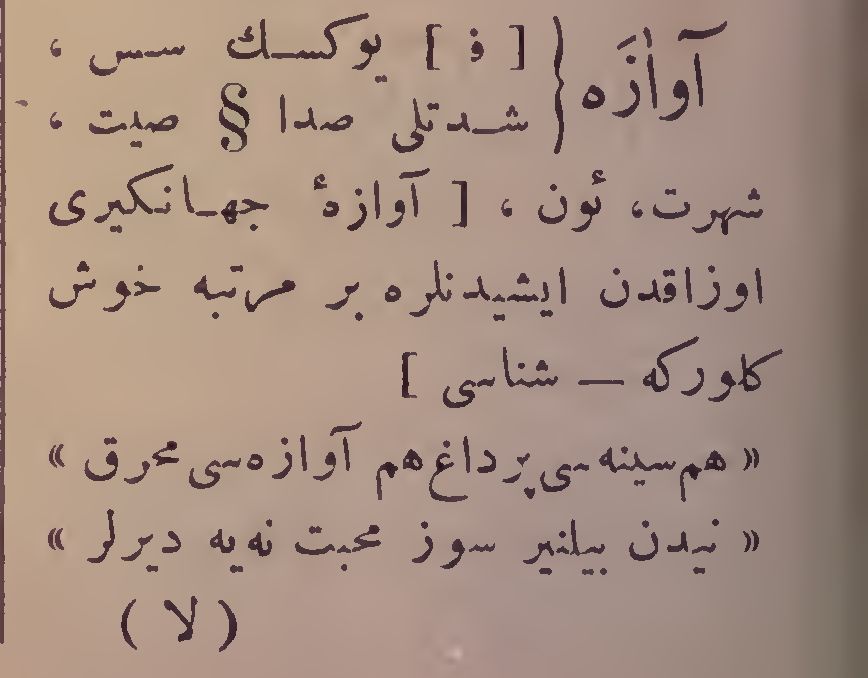 آوازَه { [ ف ] یوکسك سس ،
شدتلی صدا § صیت ،
شهرت، ئون ، [ آوازهٔ جهانکیری
اوزاقدن ایشیدنلره بر مرتبه خوش
کلورکه — شناسی ]
« هم سینه‌سی پرداغ هم آوازه‌سی محرق »
« نیدن بیلنیر سوز محبت نه‌یه دیرلر »
( لا )